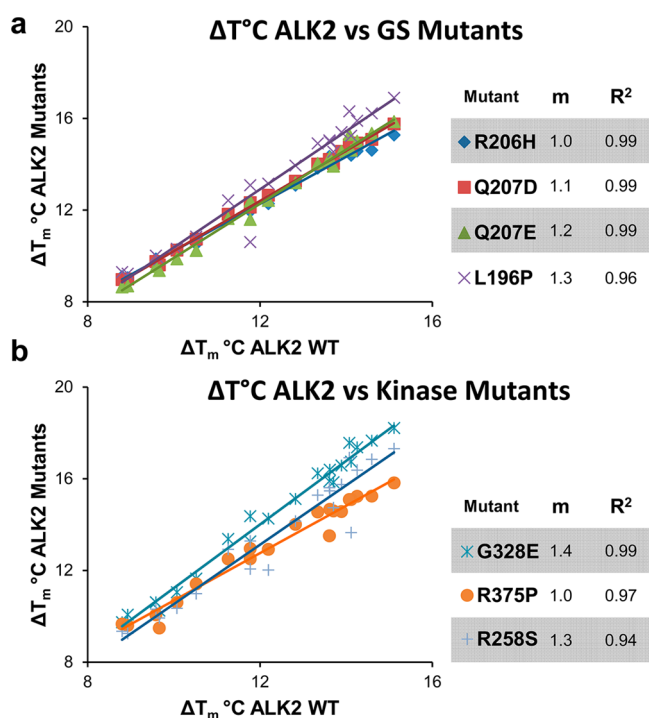 a
ΔT°C ALK2 vs GS Mutants
20
16
12
8
8 12 16
ΔTm °C ALK2 Mutants
ΔTm °C ALK2 WT
Mutant m R²
R206H 1.0 0.99
Q207D 1.1 0.99
Q207E 1.2 0.99
L196P 1.3 0.96
b
ΔT°C ALK2 vs Kinase Mutants
20
16
12
8
8 12 16
ΔTm °C ALK2 Mutants
ΔTm °C ALK2 WT
Mutant m R²
G328E 1.4 0.99
R375P 1.0 0.97
R258S 1.3 0.94